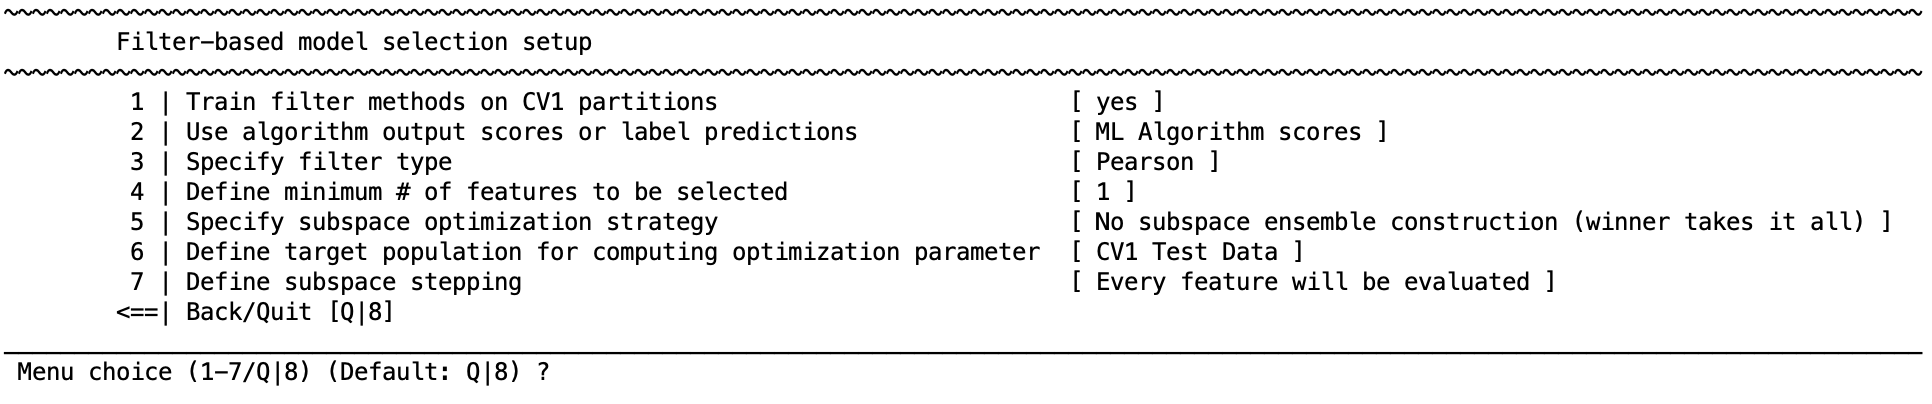 Filter-based model selection setup
1 | Train filter methods on CV1 partitions [ yes ]
2 | Use algorithm output scores or label predictions [ ML Algorithm scores ]
3 | Specify filter type [ Pearson ]
4 | Define minimum # of features to be selected [ 1 ]
5 | Specify subspace optimization strategy [ No subspace ensemble construction (winner takes it all) ]
6 | Define target population for computing optimization parameter [ CV1 Test Data ]
7 | Define subspace stepping [ Every feature will be evaluated ]
<==| Back/Quit [Q|8]
Menu choice (1-7/Q|8) (Default: Q|8) ?